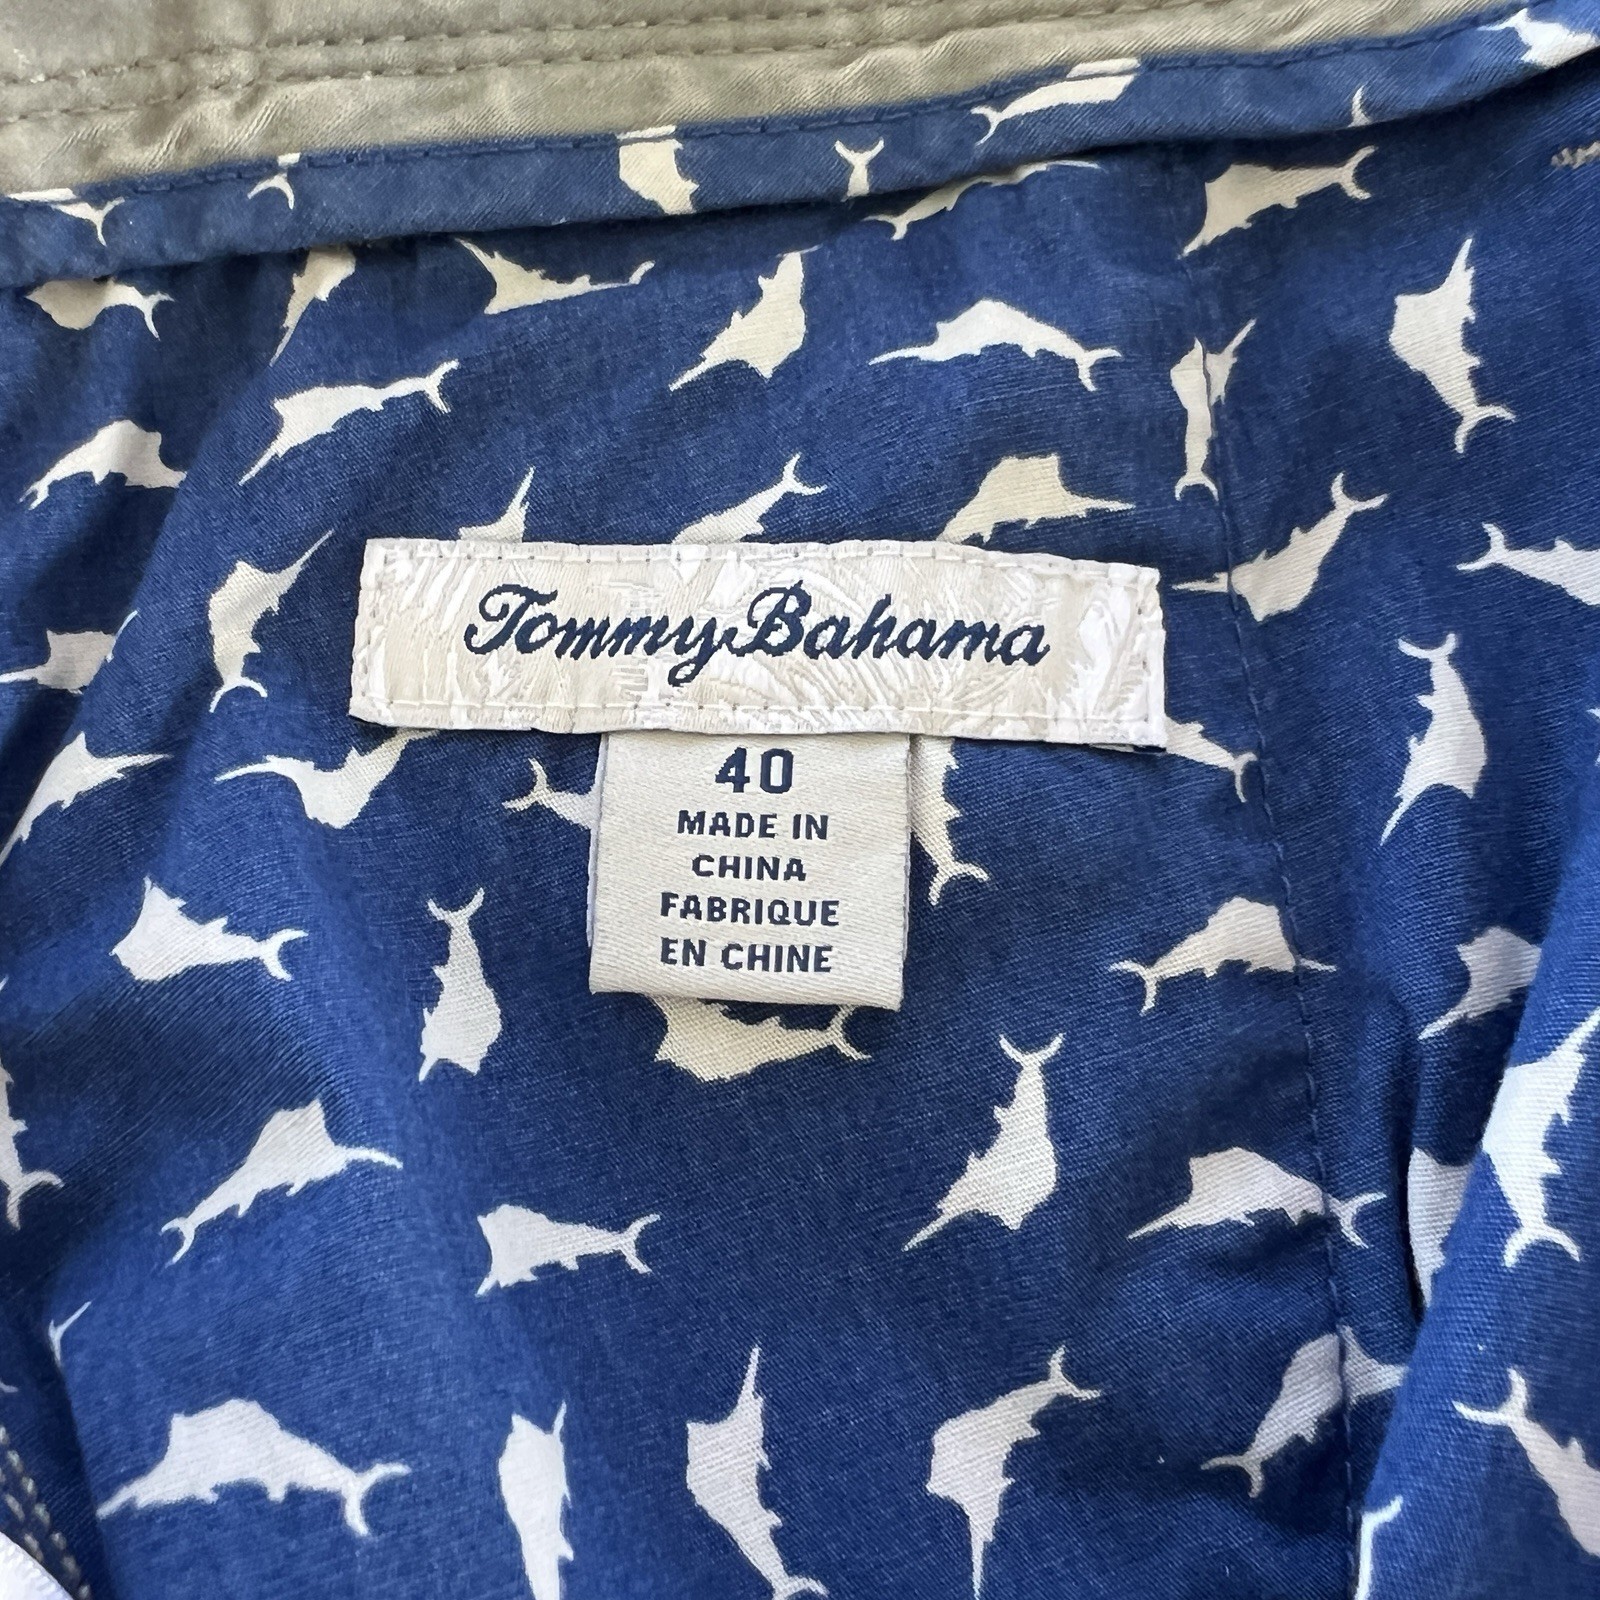 Tommy Bahama
40
MADE IN
CHINA
FABRIQUE
EN CHINE